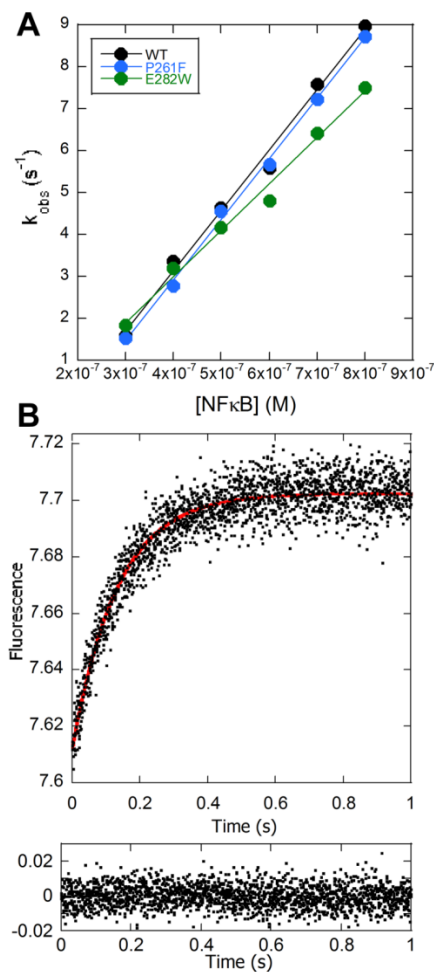 A
9
8
7
6
5
4
3
2
1
k_obs (s⁻¹)
WT
P261F
E282W
2x10⁻⁷ 3x10⁻⁷ 4x10⁻⁷ 5x10⁻⁷ 6x10⁻⁷ 7x10⁻⁷ 8x10⁻⁷ 9x10⁻⁷
[NFκB] (M)
B
7.72
7.7
7.68
7.66
7.64
7.62
7.6
Fluorescence
0 0.2 0.4 0.6 0.8 1
Time (s)
0.02
0
-0.02
0 0.2 0.4 0.6 0.8 1
Time (s)